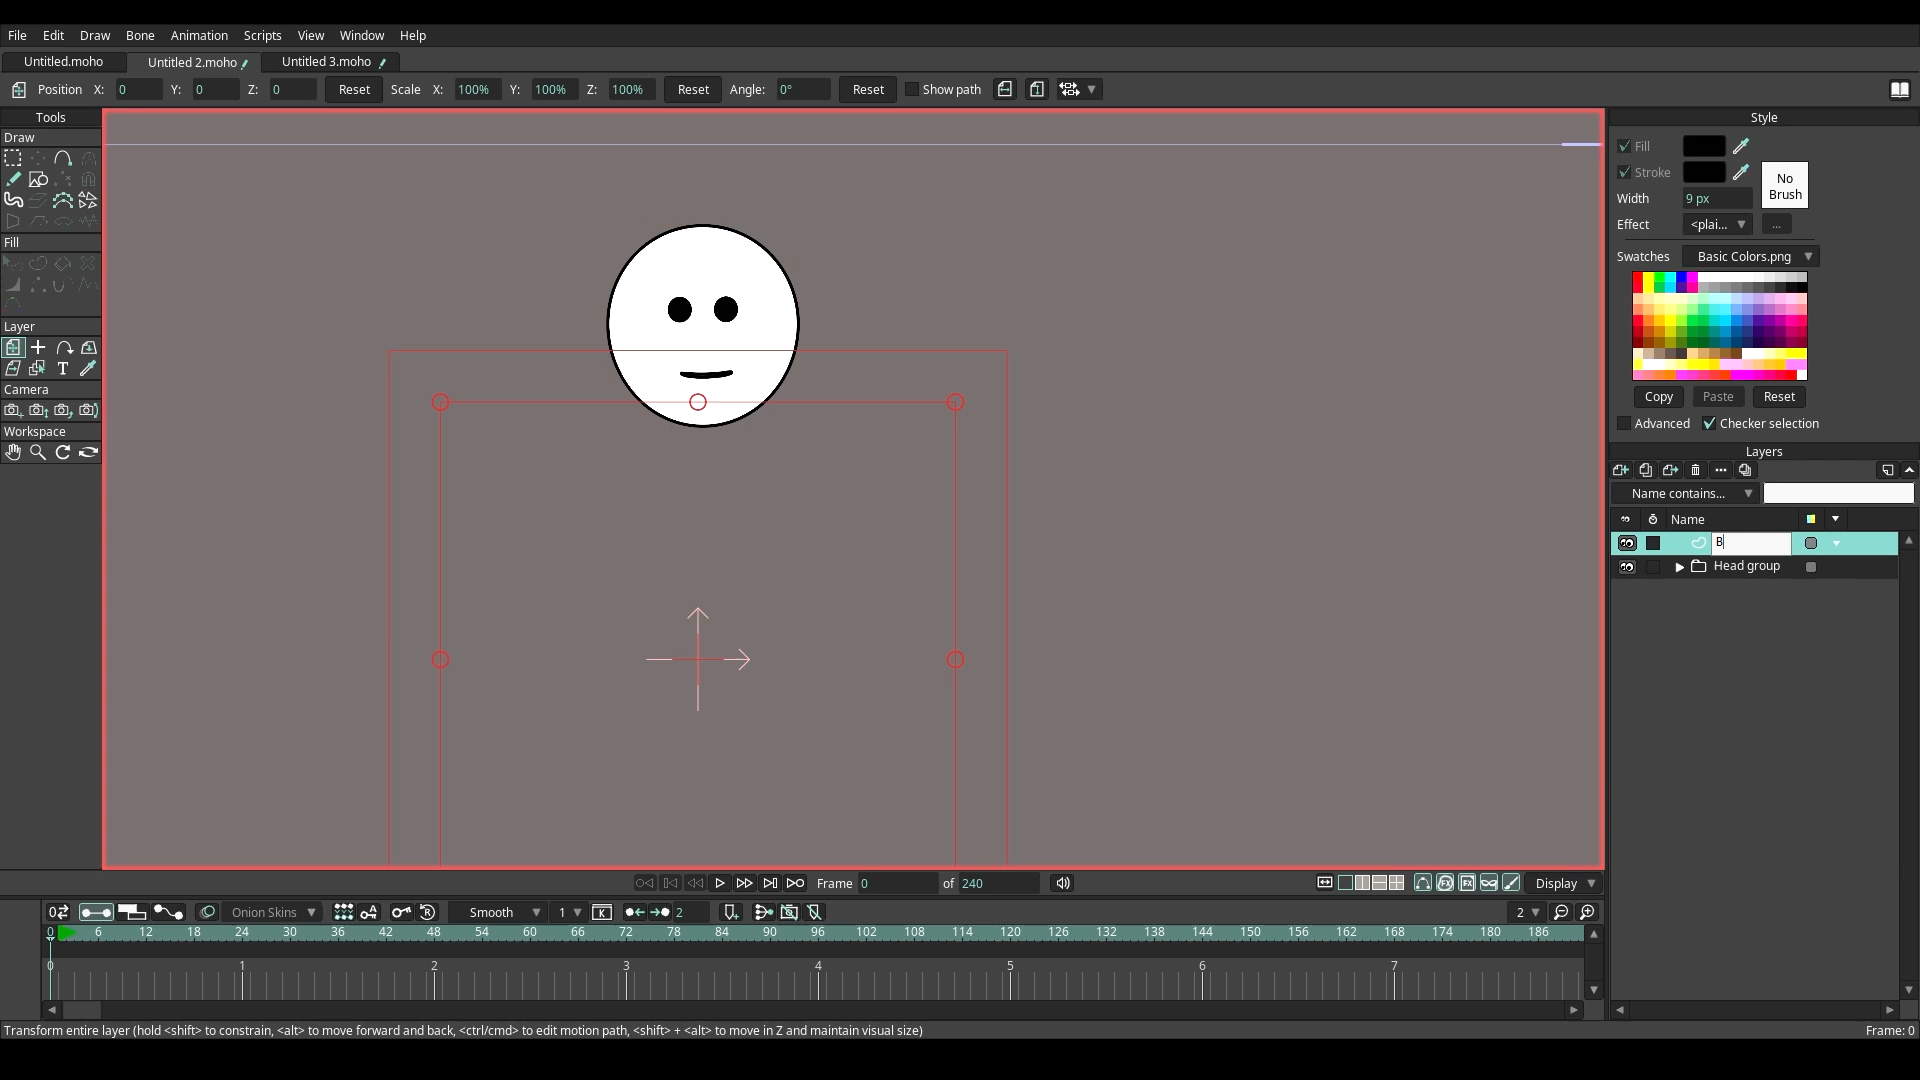 File Edit Draw Bone Animation Scripts View Window Help
Untitled.moho Untitled 2.moho Untitled 3.moho
Position X: 0 Y: 0 Z: 0 Reset Scale X: 100% Y: 100% Z: 100% Reset Angle: 0° Reset Show path
Tools
Draw
Fill
Layer
T
Camera
Workspace
Style
Fill
Stroke
No Brush
Width 9 px
Effect <plai... ...
Swatches Basic Colors.png
Copy Paste Reset
Advanced Checker selection
Layers
Name contains...
Name
B
Head group
Frame 0 of 240
Display
Onion Skins Smooth 1 K 2 2
0 6 12 18 24 30 36 42 48 54 60 66 72 78 84 90 96 102 108 114 120 126 132 138 144 150 156 162 168 174 180 186
0 1 2 3 4 5 6 7
Transform entire layer (hold <shift> to constrain, <alt> to move forward and back, <ctrl/cmd> to edit motion path, <shift> + <alt> to move in Z and maintain visual size)
Frame: 0